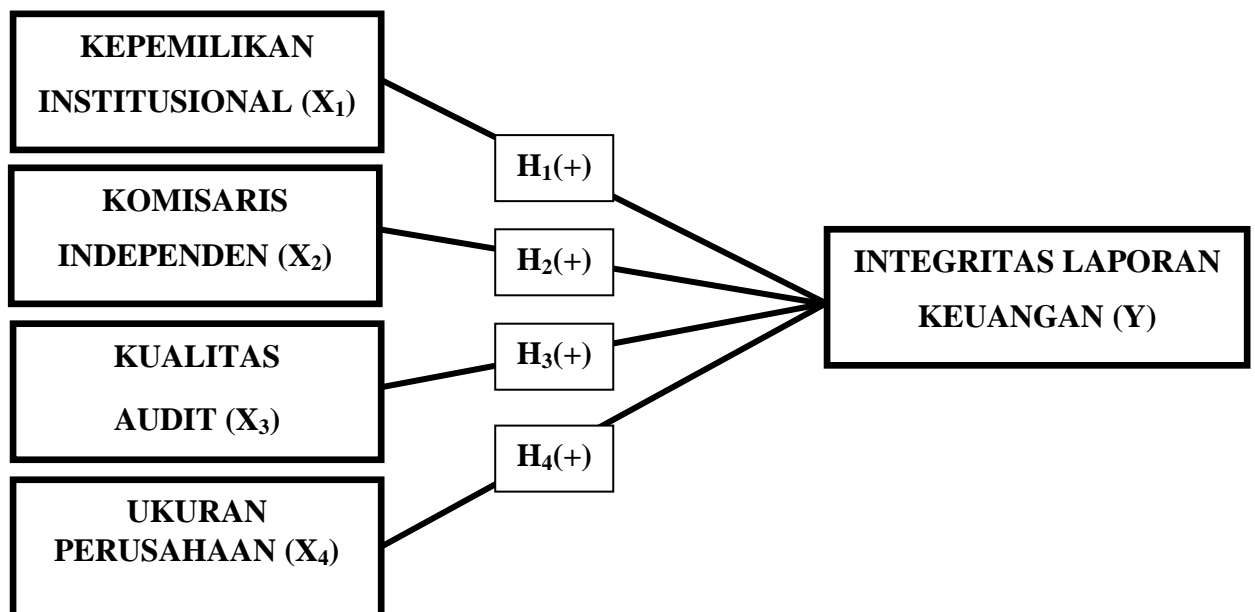 KEPEMILIKAN
INSTITUSIONAL (X₁)
H₁(+)
KOMISARIS
INDEPENDEN (X₂)
H₂(+)
INTEGRITAS LAPORAN
KEUANGAN (Y)
KUALITAS
AUDIT (X₃)
H₃(+)
H₄(+)
UKURAN
PERUSAHAAN (X₄)